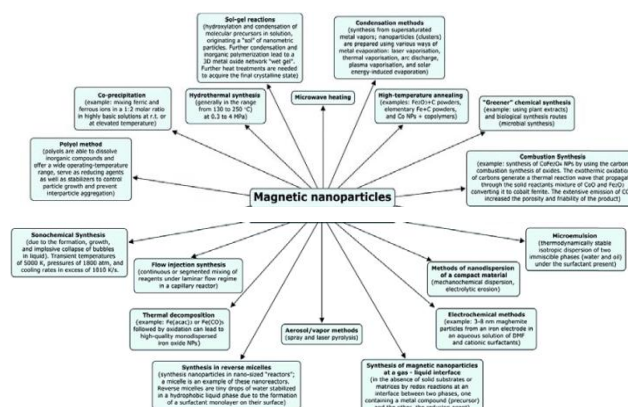 Sol-gel reactions
(hydroxylation and condensation of
molecular precursors in solution,
originating a "sol" of nanometric
particles. Further condensation and
inorganic polymerization lead to a
3D metal oxide network "wet gel".
Further heat treatments are needed
to acquire the final crystalline state)
Condensation methods
(synthesis from supersaturated
metal vapors; nanoparticles (clusters)
are prepared using various ways of
metal evaporation: laser vaporisation,
thermal vaporisation, arc discharge,
plasma vaporisation, and solar
energy-induced evaporation)
Co-precipitation
(example: mixing ferric and
ferrous ions in a 1:2 molar ratio
in highly basic solutions at r.t. or
at elevated temperature)
Hydrothermal synthesis
(generally in the range
from 130 to 250 °C)
at 0.3 to 4 MPa)
Microwave heating
High-temperature annealing
(examples: Fe₂O₃+C powders,
elementary Fe+C powders,
and Co NPs + copolymers)
"Greener" chemical synthesis
(example: using plant extracts)
and biological synthesis routes
(microbial synthesis)
Polyol method
(polyols are able to dissolve
inorganic compounds and
offer a wide operating-temperature
range, serve as reducing agents
as well as stabilizers to control
particle growth and prevent
interparticle aggregation)
Combustion Synthesis
(example: synthesis of CoFe₂O₄ NPs by using the carbon
combustion synthesis of oxides. The exothermic oxidation
of carbons generate a thermal reaction wave that propagat
through the solid reactants mixture of CoO and Fe₂O₃
converting it to cobalt ferrite. The extensive emission of CO
increased the porosity and friability of the product)
Magnetic nanoparticles
Sonochemical Synthesis
(due to the formation, growth,
and implosive collapse of bubbles
in liquid). Transient temperatures of
5000 K, pressures of 1800 atm, and
cooling rates in excess of 1010 K/s.
Flow injection synthesis
(continuous or segmented mixing of
reagents under laminar flow regime
in a capillary reactor)
Methods of nanodispersion
of a compact material
(mechanochemical dispersion,
electrolytic erosion)
Microemulsion
(thermodynamically stable
isotropic dispersion of two
immiscible phases (water and oil)
under the surfactant present)
Thermal decomposition
(example: Fe(acac)₃ or Fe(CO)₅
followed by oxidation can lead to
high-quality monodispersed
iron oxide NPs)
Aerosol/vapor methods
(spray and laser pyrolysis)
Electrochemical methods
(example: 3-8 nm maghemite
particles from an iron electrode in
an aqueous solution of DMF
and cationic surfactants)
Synthesis in reverse micelles
(synthesis nanoparticles in nano-sized "reactors";
a micelle is an example of these nanoreactors.
Reverse micelles are tiny drops of water stabilized
in a hydrophobic liquid phase due to the formation
of a surfactant monolayer on their surface)
Synthesis of magnetic nanoparticles
at a gas - liquid interface
(in the absence of solid substrates or
matrices by redox reactions at an
interface between two phases, one
containing a metal compound (precursor)